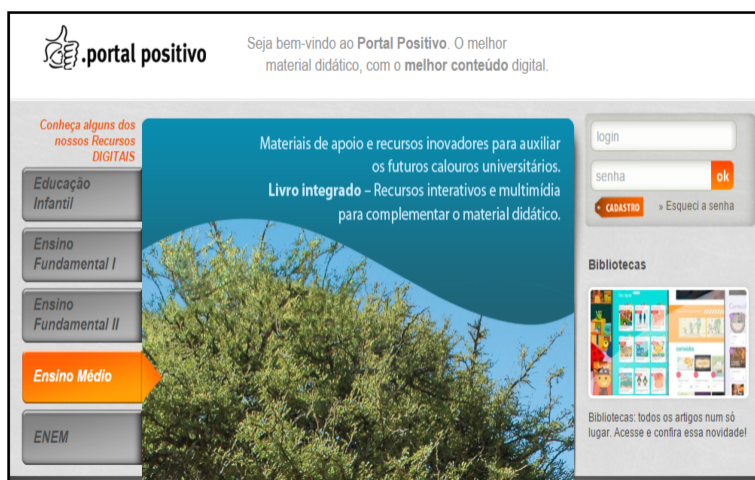 .portal positivo
Seja bem-vindo ao Portal Positivo. O melhor
material didático, com o melhor conteúdo digital.
Conheça alguns dos
nossos Recursos
DIGITAIS
Educação
Infantil
Ensino
Fundamental I
Ensino
Fundamental II
Ensino Médio
ENEM
Materiais de apoio e recursos inovadores para auxiliar
os futuros calouros universitários.
Livro integrado – Recursos interativos e multimídia
para complementar o material didático.
login
senha
ok
CADASTRO
» Esqueci a senha
Bibliotecas
Bibliotecas: todos os artigos num só
lugar. Acesse e confira essa novidade!